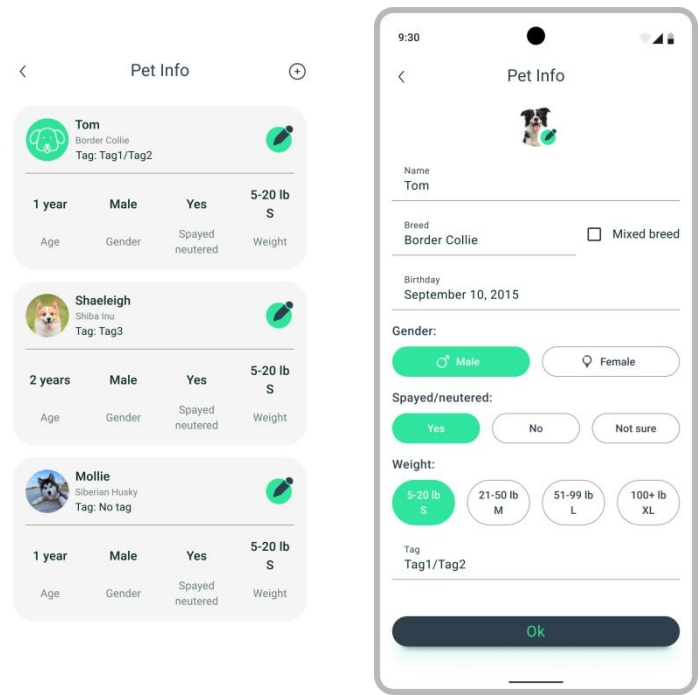 Pet Info
Tom
Border Collie
Tag: Tag1/Tag2
1 year Male Yes 5-20 lb S
Age Gender Spayed neutered Weight
Shaeleigh
Shiba Inu
Tag: Tag3
2 years Male Yes 5-20 lb S
Age Gender Spayed neutered Weight
Mollie
Siberian Husky
Tag: No tag
1 year Male Yes 5-20 lb S
Age Gender Spayed neutered Weight
9:30
Pet Info
Name
Tom
Breed
Border Collie
Mixed breed
Birthday
September 10, 2015
Gender:
Male Female
Spayed/neutered:
Yes No Not sure
Weight:
5-20 lb S 21-50 lb M 51-99 lb L 100+ lb XL
Tag
Tag1/Tag2
Ok